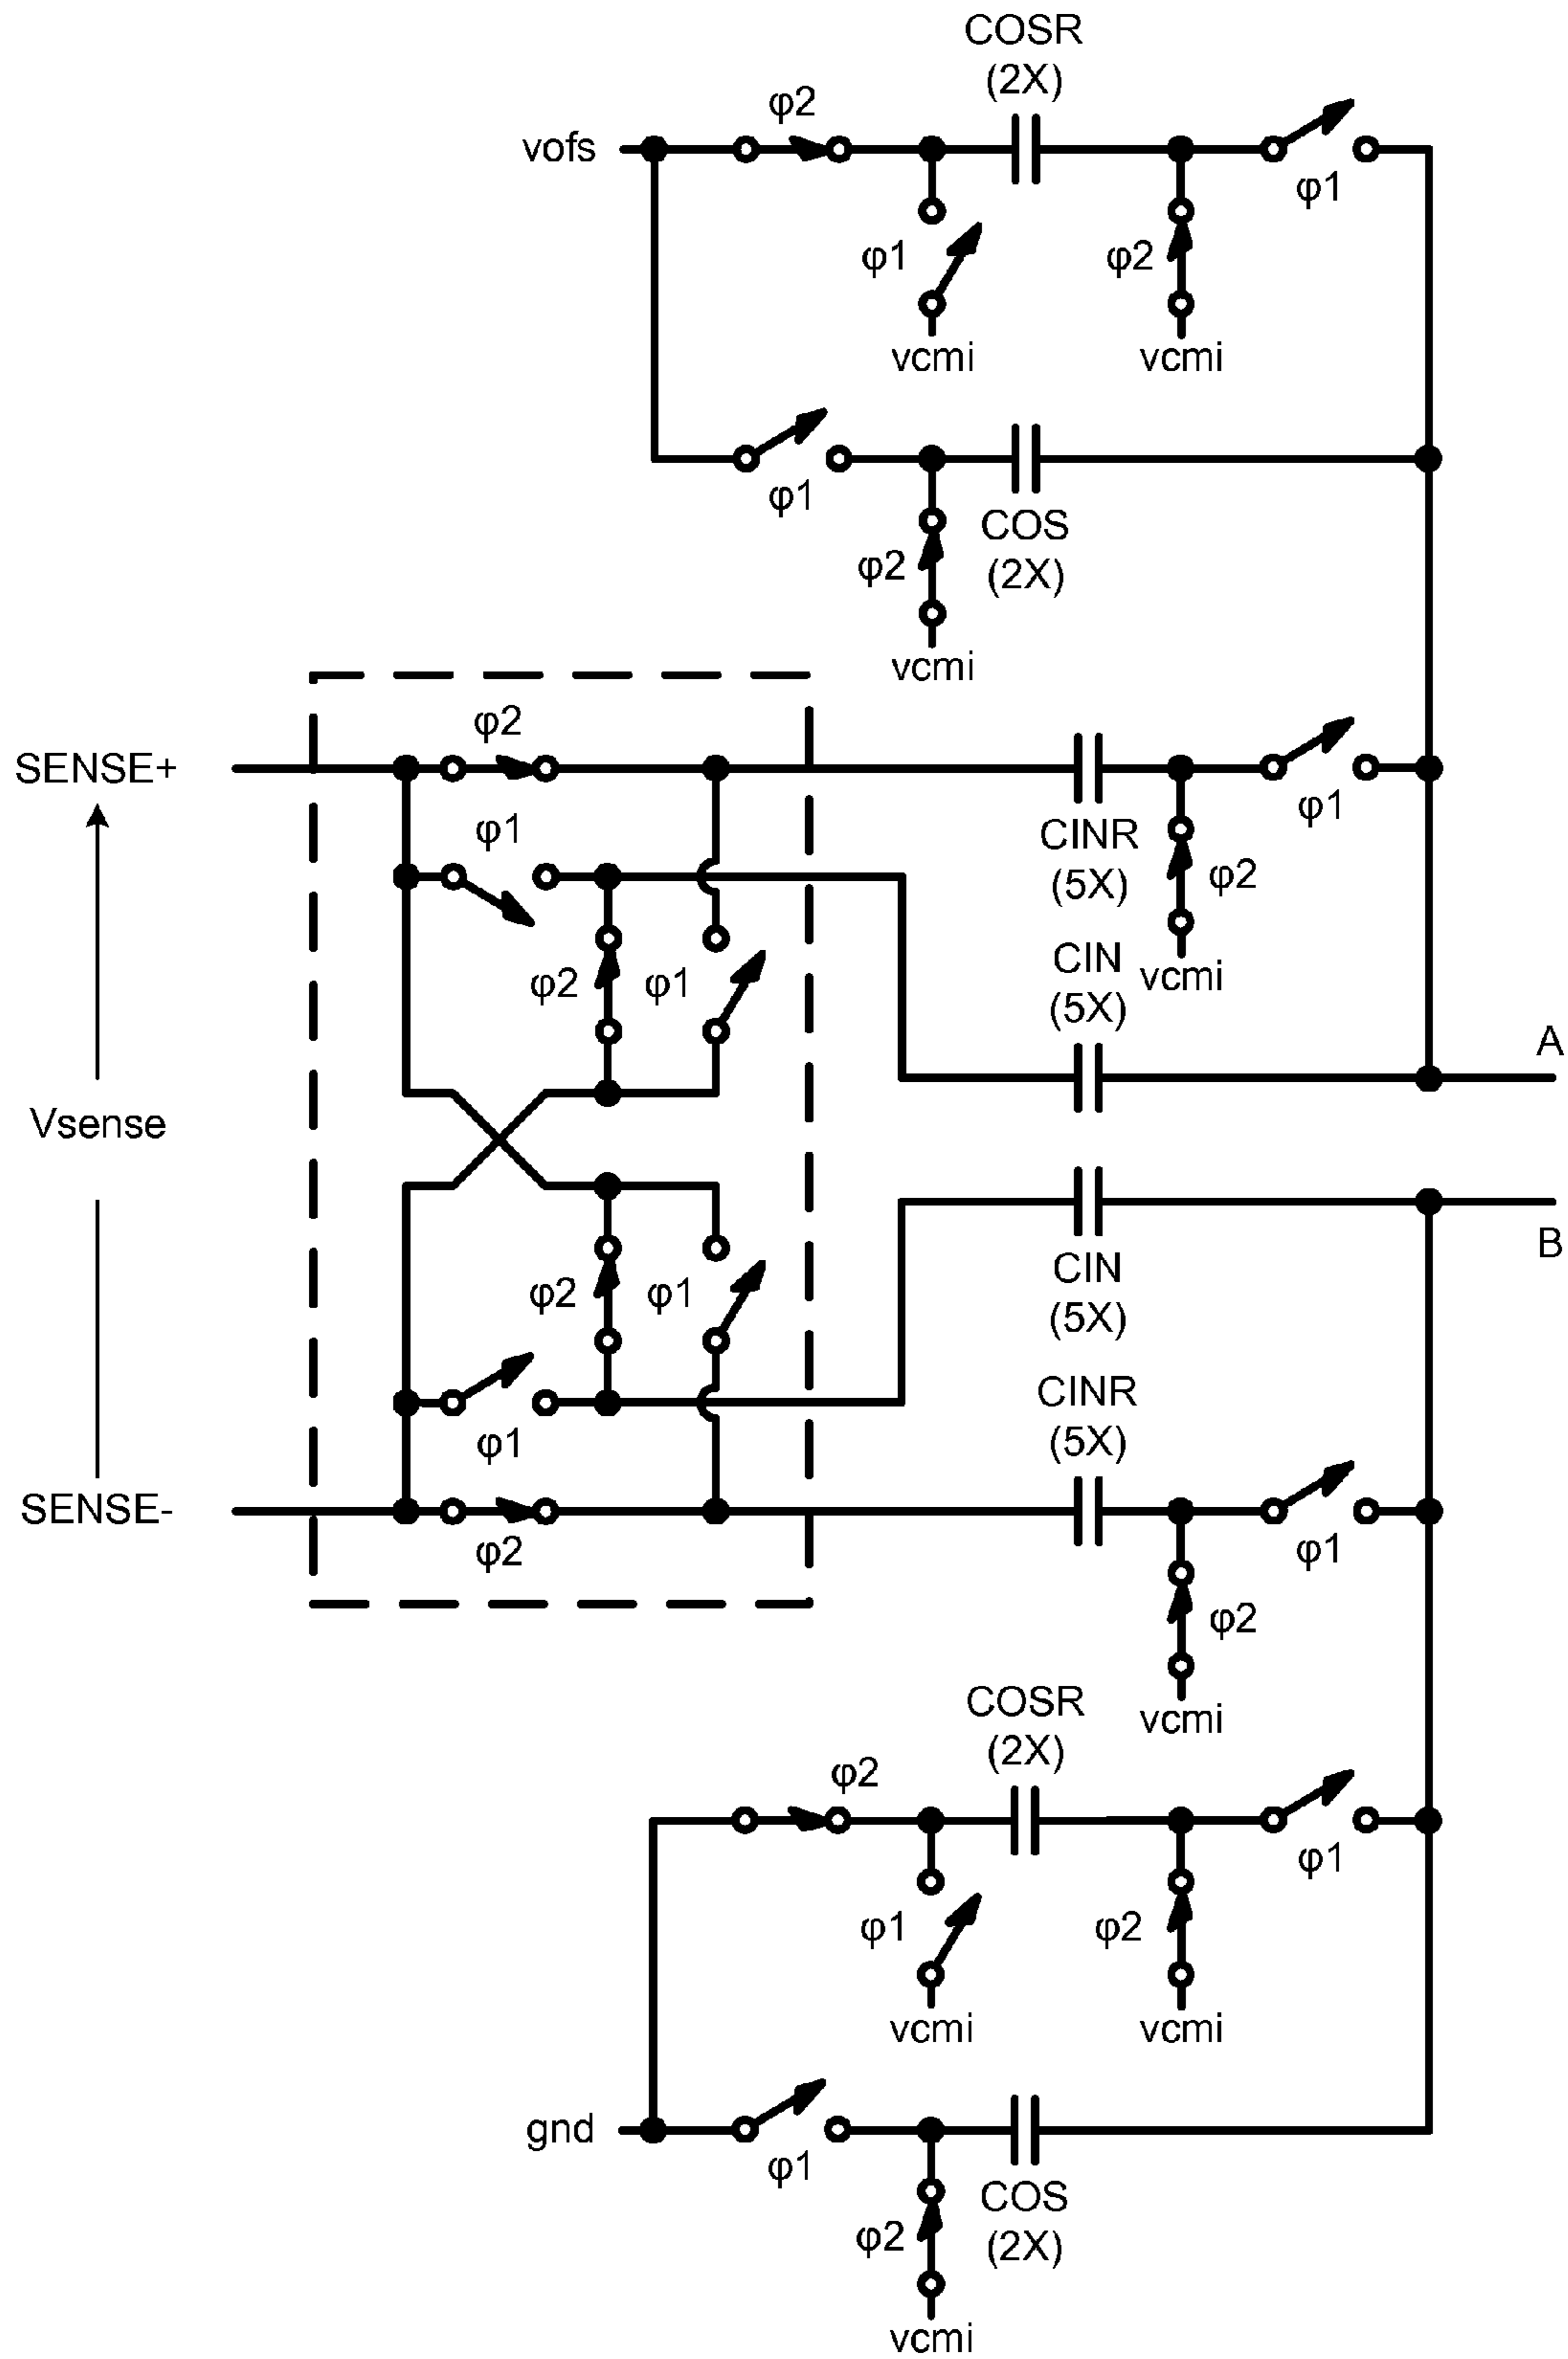 COSR
(2X)
φ2
vofs
φ1
φ1
φ2
vcmi
vcmi
φ1
COS
(2X)
φ2
vcmi
φ2
SENSE+
φ1
φ1
CINR
(5X)
φ2
CIN
(5X)
vcmi
φ2
φ1
A
Vsense
B
CIN
(5X)
φ2
φ1
CINR
(5X)
φ1
SENSE-
φ2
φ1
φ2
vcmi
COSR
(2X)
φ2
φ1
φ1
φ2
vcmi
vcmi
gnd
φ1
COS
(2X)
φ2
vcmi